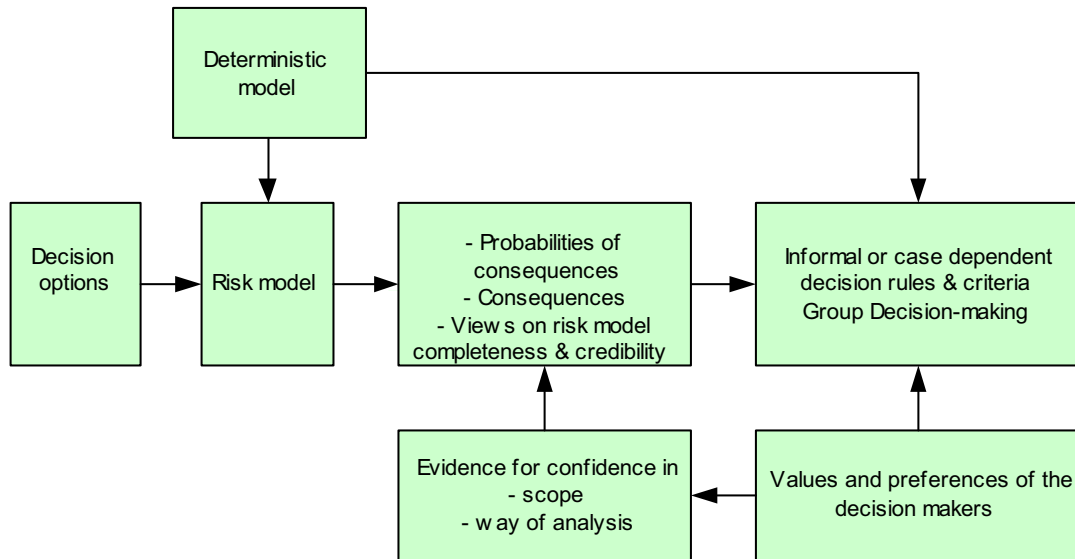 Deterministic
model
Decision
options
Risk model
- Probabilities of
consequences
- Consequences
- Views on risk model
completeness & credibility
Informal or case dependent
decision rules & criteria
Group Decision-making
Evidence for confidence in
- scope
- way of analysis
Values and preferences of the
decision makers